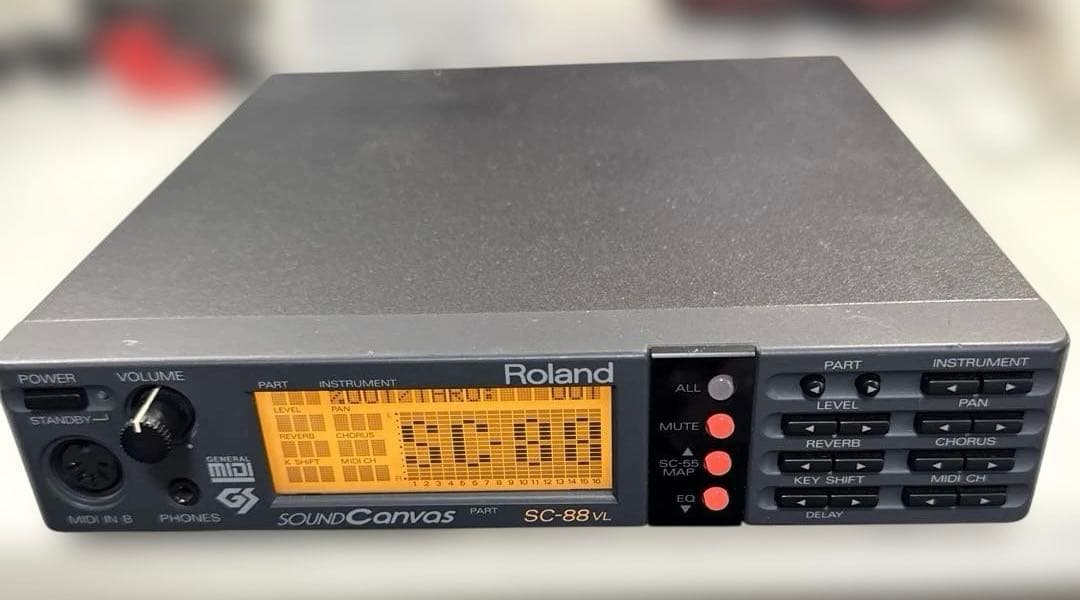 POWER
VOLUME
STANDBY
MIDI IN B
PHONES
GENERAL
MIDI
GS
PART INSTRUMENT
Roland
001
LEVEL PAN
L
REVERB CHORUS
K SHIFT MIDI CH
R
1 2 3 4 5 6 7 8 9 10 11 12 13 14 15 16
SC-88
SOUND Canvas
PART
SC-88 VL
ALL
MUTE
SC-55
MAP
EQ
PART
INSTRUMENT
LEVEL
PAN
REVERB
CHORUS
KEY SHIFT
MIDI CH
DELAY